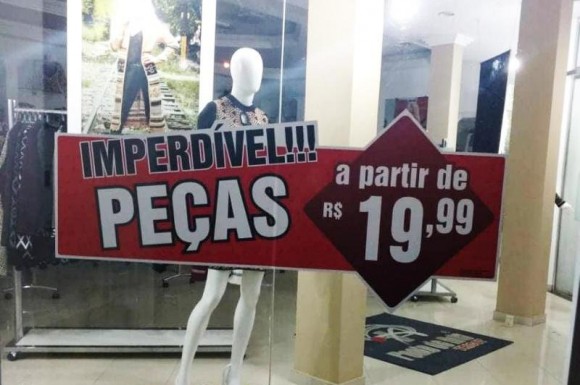 IMPERDÍVEL!!!
PEÇAS
a partir de
R$ 19,99